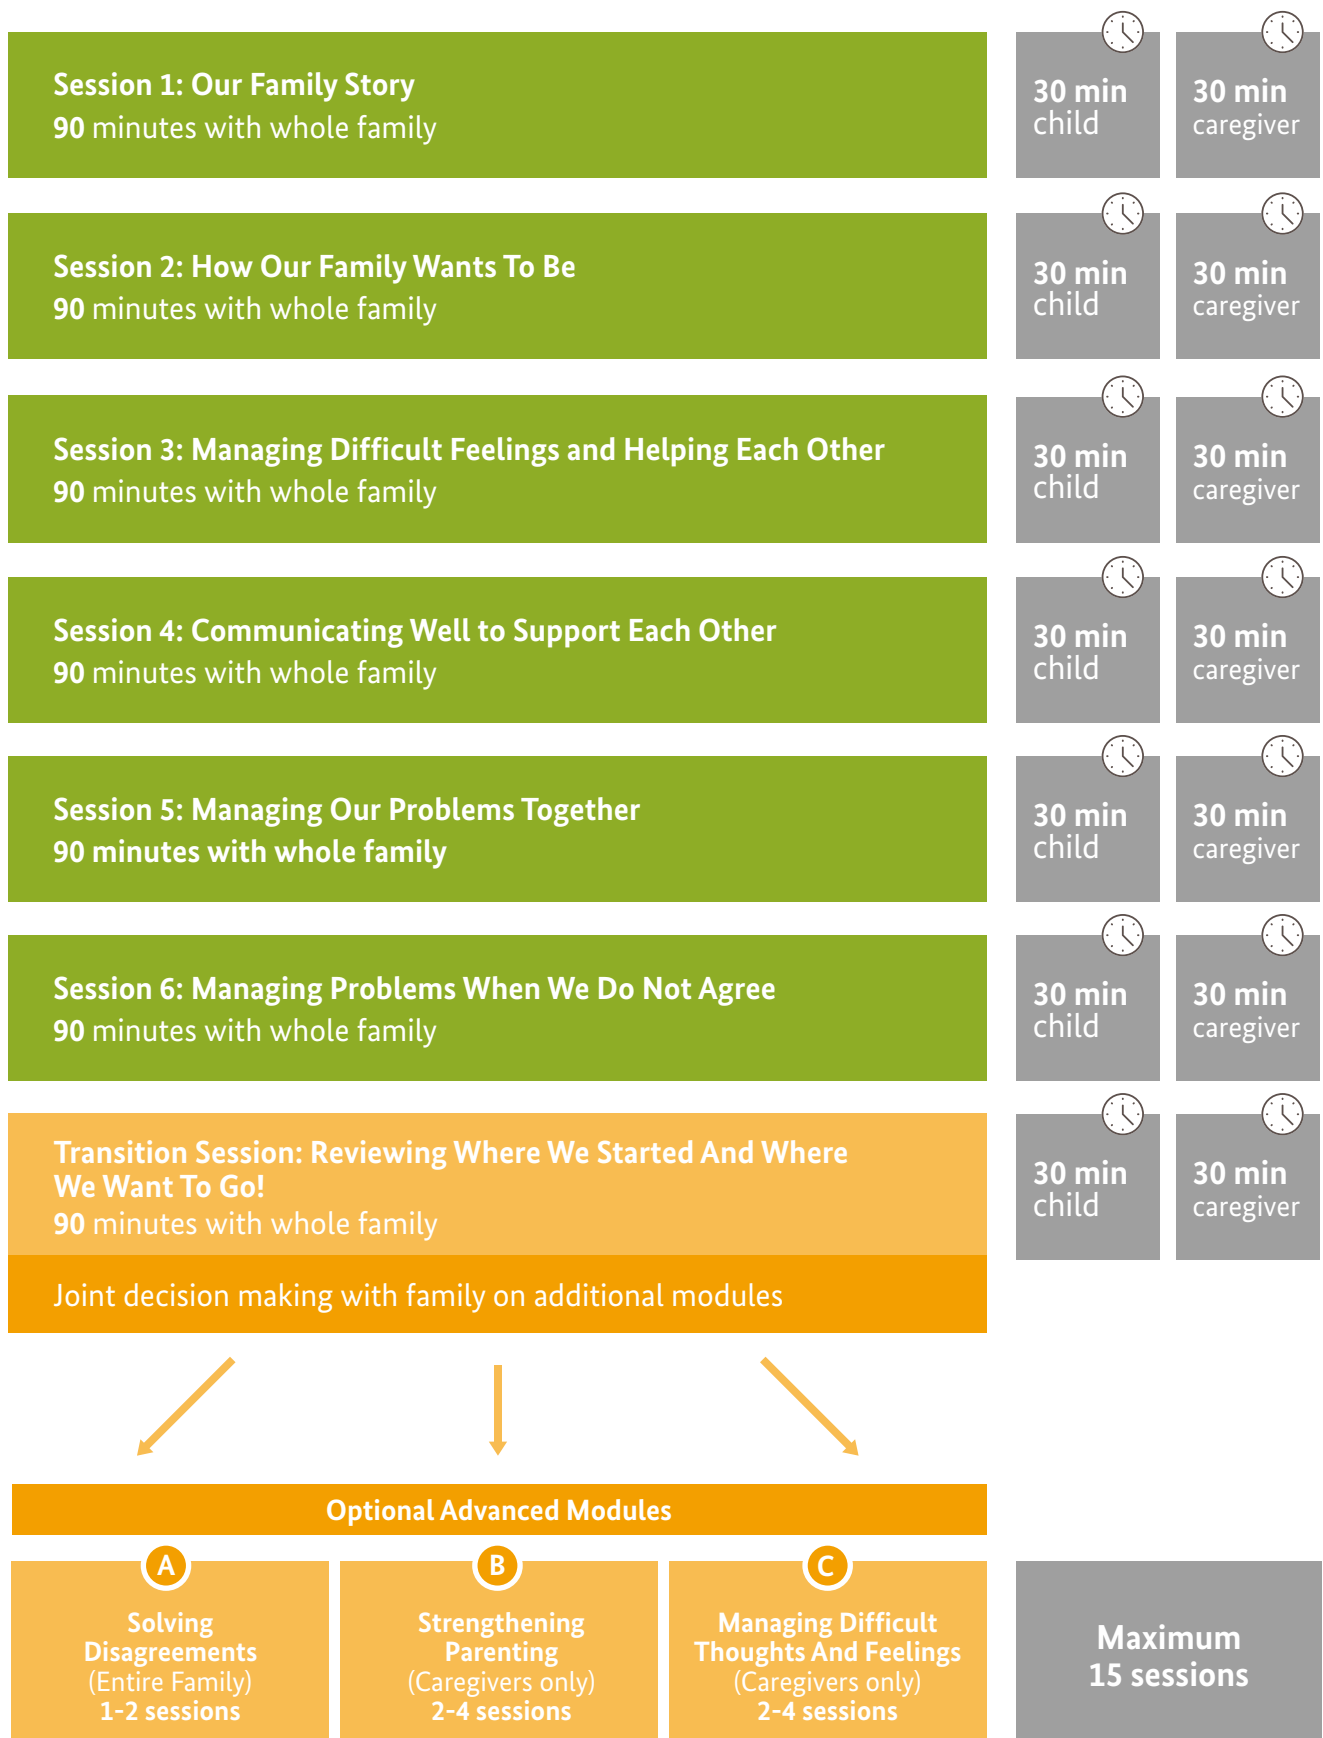 Session 1: Our Family Story
90 minutes with whole family
30 min
child
30 min
caregiver
Session 2: How Our Family Wants To Be
90 minutes with whole family
30 min
child
30 min
caregiver
Session 3: Managing Difficult Feelings and Helping Each Other
90 minutes with whole family
30 min
child
30 min
caregiver
Session 4: Communicating Well to Support Each Other
90 minutes with whole family
30 min
child
30 min
caregiver
Session 5: Managing Our Problems Together
90 minutes with whole family
30 min
child
30 min
caregiver
Session 6: Managing Problems When We Do Not Agree
90 minutes with whole family
30 min
child
30 min
caregiver
Transition Session: Reviewing Where We Started And Where
We Want To Go!
90 minutes with whole family
30 min
child
30 min
caregiver
Joint decision making with family on additional modules
Optional Advanced Modules
A
Solving
Disagreements
(Entire Family)
1-2 sessions
B
Strengthening
Parenting
(Caregivers only)
2-4 sessions
C
Managing Difficult
Thoughts And Feelings
(Caregivers only)
2-4 sessions
Maximum
15 sessions